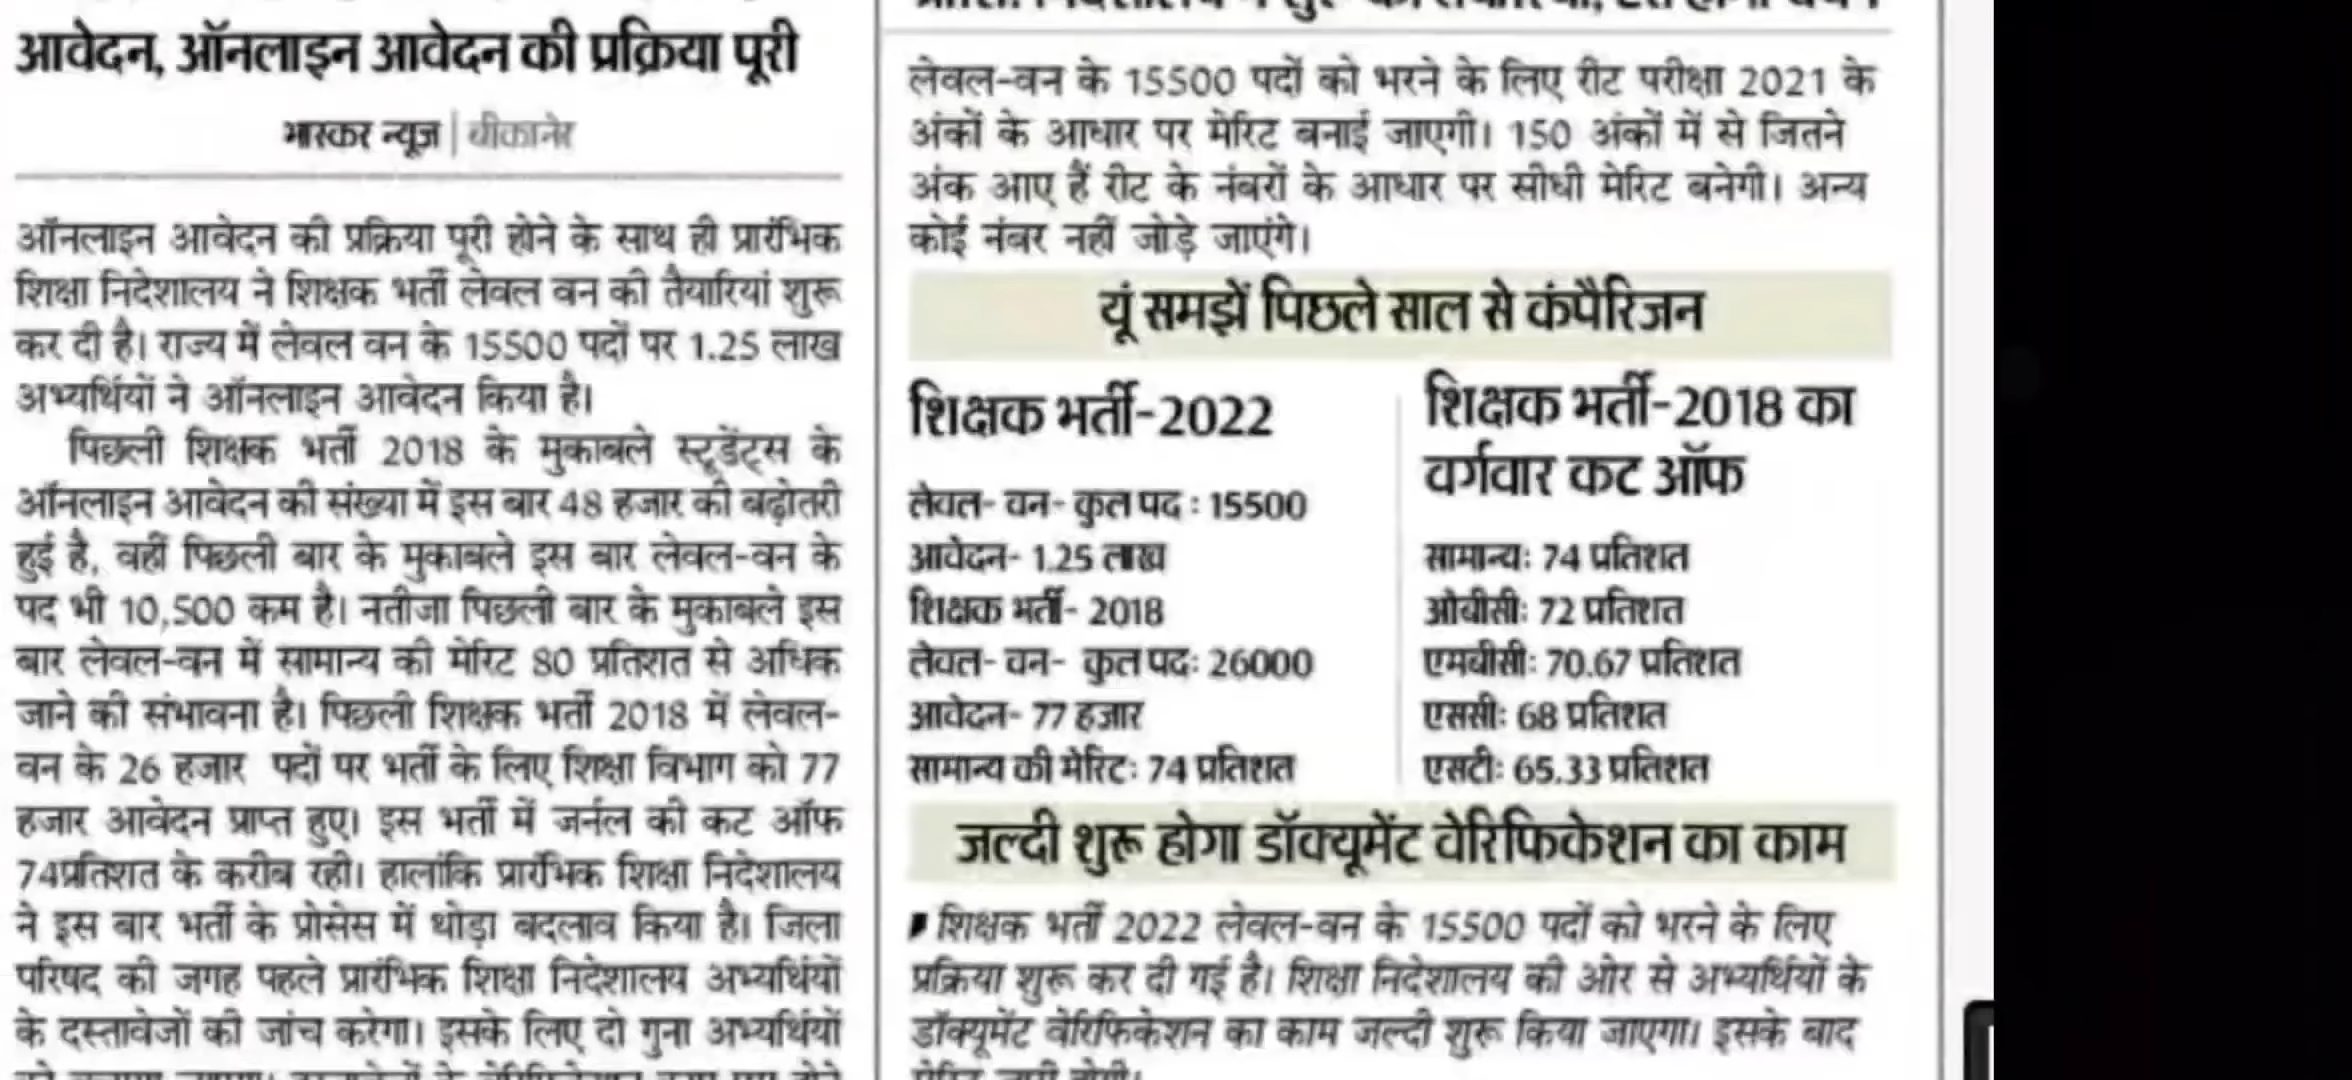 आवेदन, ऑनलाइन आवेदन की प्रक्रिया पूरी
भास्कर न्यूज | बीकानेर
ऑनलाइन आवेदन की प्रक्रिया पूरी होने के साथ ही प्रारंभिक
शिक्षा निदेशालय ने शिक्षक भर्ती लेवल वन की तैयारियां शुरू
कर दी है। राज्य में लेवल वन के 15500 पदों पर 1.25 लाख
अभ्यर्थियों ने ऑनलाइन आवेदन किया है।
पिछली शिक्षक भर्ती 2018 के मुकाबले स्टूडेंट्स के
ऑनलाइन आवेदन की संख्या में इस बार 48 हजार की बढ़ोतरी
हुई है, वहीं पिछली बार के मुकाबले इस बार लेवल-वन के
पद भी 10,500 कम है। नतीजा पिछली बार के मुकाबले इस
बार लेवल-वन में सामान्य की मेरिट 80 प्रतिशत से अधिक
जाने की संभावना है। पिछली शिक्षक भर्ती 2018 में लेवल-
वन के 26 हजार पदों पर भर्ती के लिए शिक्षा विभाग को 77
हजार आवेदन प्राप्त हुए। इस भर्ती में जर्नल की कट ऑफ
74प्रतिशत के करीब रही। हालांकि प्रारंभिक शिक्षा निदेशालय
ने इस बार भर्ती के प्रोसेस में थोड़ा बदलाव किया है। जिला
परिषद की जगह पहले प्रारंभिक शिक्षा निदेशालय अभ्यर्थियों
के दस्तावेजों की जांच करेगा। इसके लिए दो गुना अभ्यर्थियों
लेवल-वन के 15500 पदों को भरने के लिए रीट परीक्षा 2021 के
अंकों के आधार पर मेरिट बनाई जाएगी। 150 अंकों में से जितने
अंक आए हैं रीट के नंबरों के आधार पर सीधी मेरिट बनेगी। अन्य
कोई नंबर नहीं जोड़े जाएंगे।
यूं समझें पिछले साल से कंपैरिजन
शिक्षक भर्ती-2022
लेवल- वन- कुल पद : 15500
आवेदन- 1.25 लाख
शिक्षक भर्ती- 2018
लेवल- वन- कुल पद: 26000
आवेदन- 77 हजार
सामान्य की मेरिट: 74 प्रतिशत
शिक्षक भर्ती-2018 का
वर्गवार कट ऑफ
सामान्य: 74 प्रतिशत
ओबीसी: 72 प्रतिशत
एमबीसी: 70.67 प्रतिशत
एससी: 68 प्रतिशत
एसटी: 65.33 प्रतिशत
जल्दी शुरू होगा डॉक्यूमेंट वेरिफिकेशन का काम
शिक्षक भर्ती 2022 लेवल-वन के 15500 पदों को भरने के लिए
प्रक्रिया शुरू कर दी गई है। शिक्षा निदेशालय की ओर से अभ्यर्थियों के
डॉक्यूमेंट वेरिफिकेशन का काम जल्दी शुरू किया जाएगा। इसके बाद